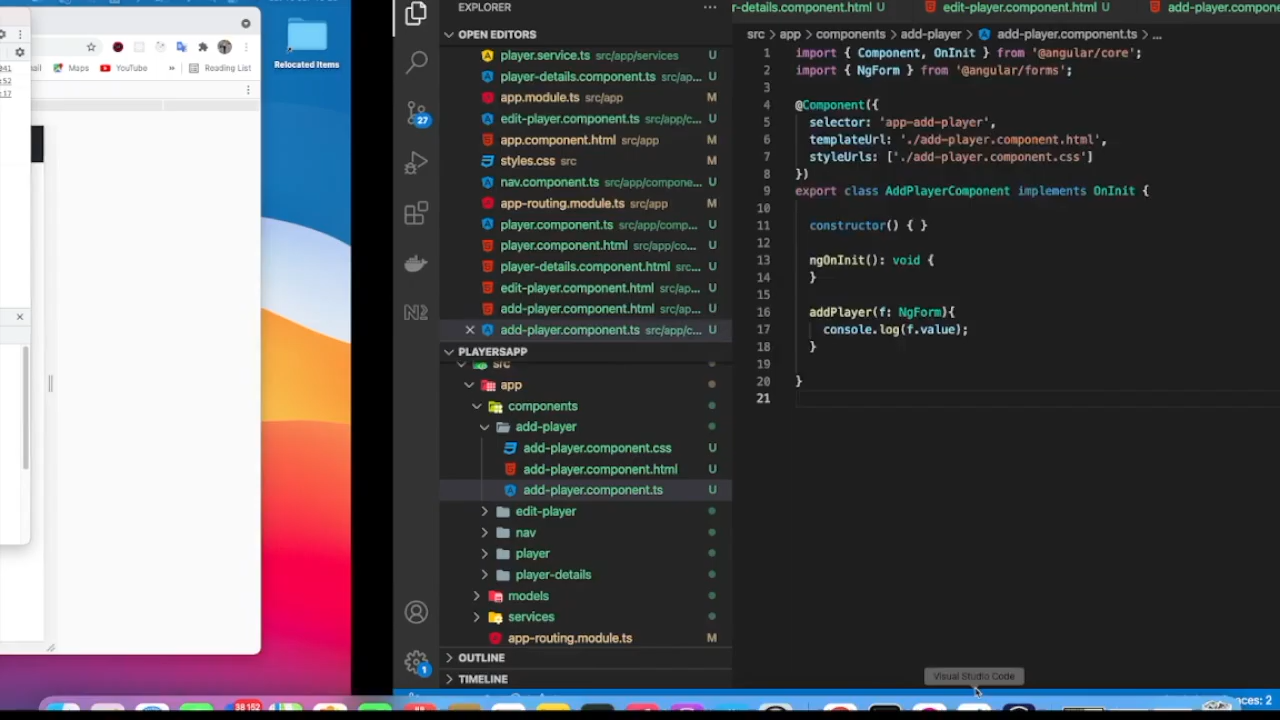 Relocated Items
Maps
YouTube
»
Reading List
EXPLORER
OPEN EDITORS
player.service.ts src/app/services
player-details.component.ts src/ap... U
app.module.ts src/app M
edit-player.component.ts src/app/c... U
app.component.html src/app M
styles.css src M
nav.component.ts src/app/compone... U
app-routing.module.ts src/app M
player.component.ts src/app/comp... U
player.component.html src/app/co... U
player-details.component.html src... U
edit-player.component.html src/ap... U
add-player.component.html src/ap... U
add-player.component.ts src/app/c... U
PLAYERSAPP
src
app
components
add-player
add-player.component.css U
add-player.component.html U
add-player.component.ts U
edit-player
nav
player
player-details
models
services
app-routing.module.ts M
OUTLINE
TIMELINE
27
1
r-details.component.html U edit-player.component.html U add-player.compone
src > app > components > add-player > add-player.component.ts > ...
1 import { Component, OnInit } from '@angular/core';
2 import { NgForm } from '@angular/forms';
3
4 @Component({
5 selector: 'app-add-player',
6 templateUrl: './add-player.component.html',
7 styleUrls: ['./add-player.component.css']
8 })
9 export class AddPlayerComponent implements OnInit {
10
11 constructor() { }
12
13 ngOnInit(): void {
14 }
15
16 addPlayer(f: NgForm){
17 console.log(f.value);
18 }
19
20 }
21
Visual Studio Code
38 152
aces: 2